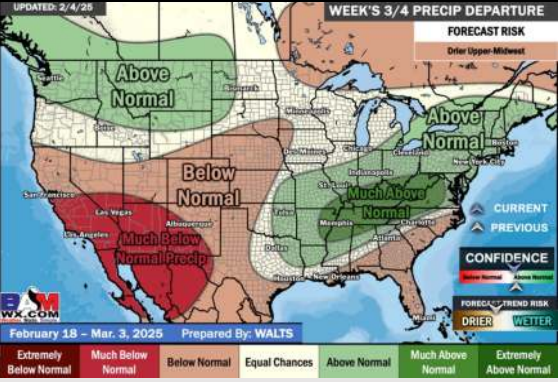 UPDATED: 2/4/25
WEEK'S 3/4 PRECIP DEPARTURE
FORECAST RISK
Drier Upper-Midwest
Seattle
Above
Normal
Bismarck
Boise
Minneapolis
Above
Normal
Boston
Des Moines
Chicago
Cleveland
New York City
Below
Normal
Indianapolis
San Francisco
St. Louis
Much Above
Normal
Las Vegas
Tulsa
Memphis
Charlotte
CURRENT
PREVIOUS
Los Angeles
Albuquerque
Much Below
Normal Precip
Atlanta
Dallas
CONFIDENCE
Below Normal
Above Normal
Houston
New Orleans
BAM
WX.COM
Miami
FORECAST TREND RISK
DRIER
WETTER
February 18 – Mar. 3, 2025
Prepared By: WALTS
Extremely
Below Normal
Much Below
Normal
Below Normal
Equal Chances
Above Normal
Much Above
Normal
Extremely
Above Normal